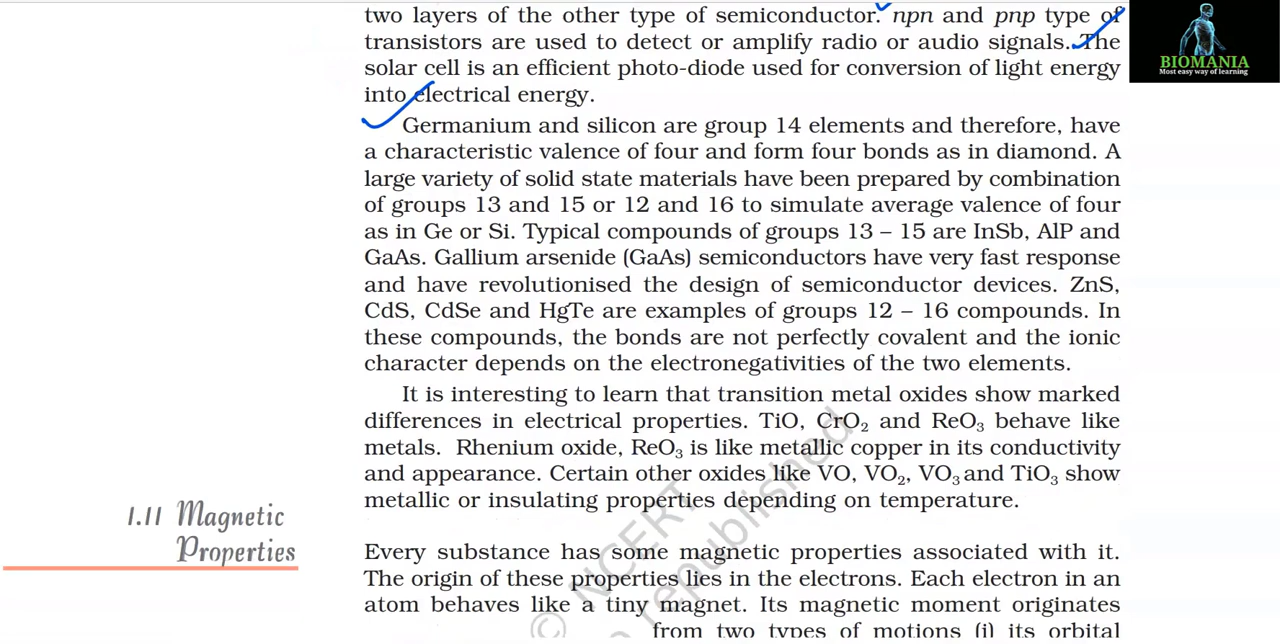 two layers of the other type of semiconductor. npn and pnp type of
transistors are used to detect or amplify radio or audio signals. The
solar cell is an efficient photo-diode used for conversion of light energy
into electrical energy.
BIOMANIA
Most easy way of learning
Germanium and silicon are group 14 elements and therefore, have
a characteristic valence of four and form four bonds as in diamond. A
large variety of solid state materials have been prepared by combination
of groups 13 and 15 or 12 and 16 to simulate average valence of four
as in Ge or Si. Typical compounds of groups 13 – 15 are InSb, AlP and
GaAs. Gallium arsenide (GaAs) semiconductors have very fast response
and have revolutionised the design of semiconductor devices. ZnS,
CdS, CdSe and HgTe are examples of groups 12 – 16 compounds. In
these compounds, the bonds are not perfectly covalent and the ionic
character depends on the electronegativities of the two elements.
It is interesting to learn that transition metal oxides show marked
differences in electrical properties. TiO, CrO₂ and ReO₃ behave like
metals. Rhenium oxide, ReO₃ is like metallic copper in its conductivity
and appearance. Certain other oxides like VO, VO₂, VO₃ and TiO₃ show
metallic or insulating properties depending on temperature.
1.11 Magnetic
Properties
Every substance has some magnetic properties associated with it.
The origin of these properties lies in the electrons. Each electron in an
atom behaves like a tiny magnet. Its magnetic moment originates
from two types of motions (i) its orbital
© NCERT
republished